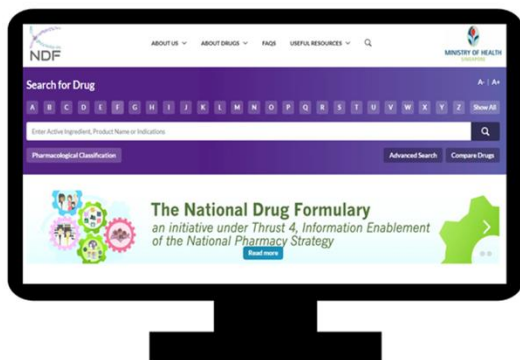 NDF
ABOUT US
ABOUT DRUGS
FAQS
USEFUL RESOURCES
MINISTRY OF HEALTH
SINGAPORE
Search for Drug
A- | A+
A B C D E F G H I J K L M N O P Q R S T U V W X Y Z Show All
Enter Active Ingredient, Product Name or Indications
Pharmacological Classification
Advanced Search
Compare Drugs
The National Drug Formulary
an initiative under Thrust 4, Information Enablement
of the National Pharmacy Strategy
Read more